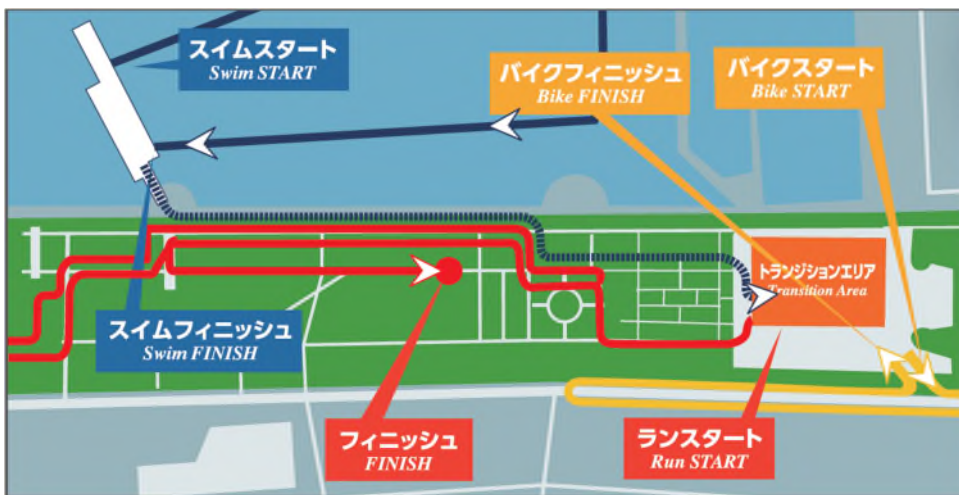 スイムスタート
Swim START
バイクフィニッシュ
Bike FINISH
バイクスタート
Bike START
トランジションエリア
Transition Area
スイムフィニッシュ
Swim FINISH
フィニッシュ
FINISH
ランスタート
Run START